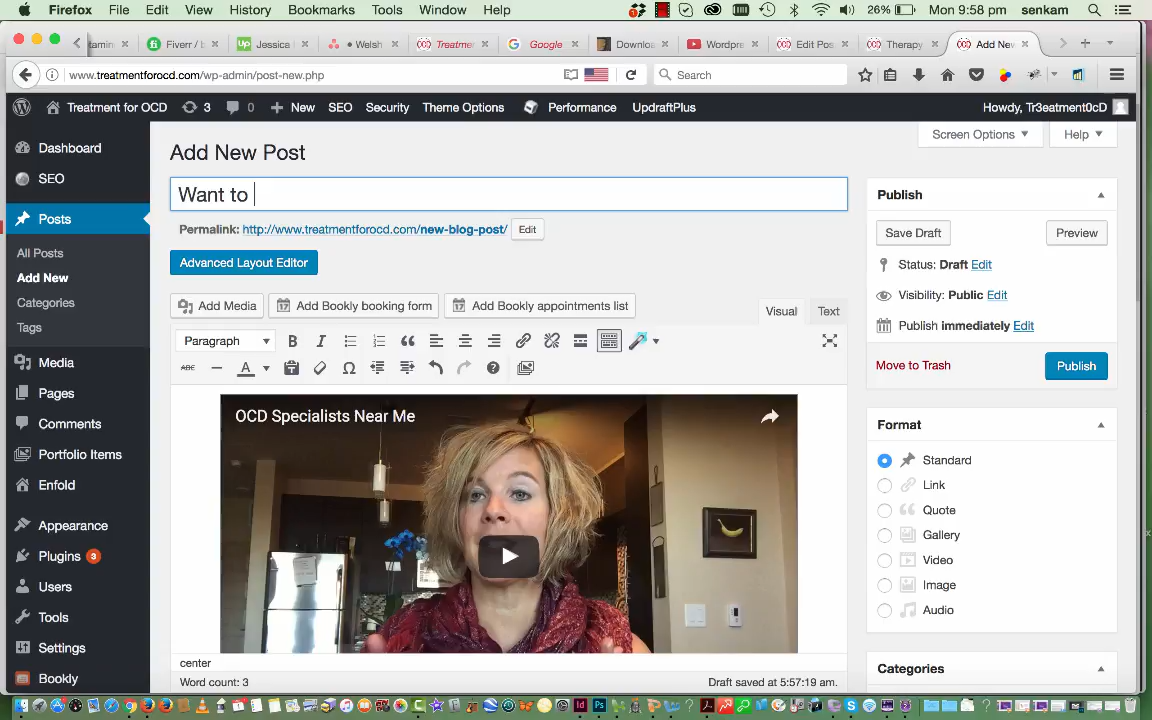 Firefox File Edit View History Bookmarks Tools Window Help 26% Mon 9:58 pm senkam
Fiverr / Jessica Welsh Treatme Google Downloa Wordpre Edit Pos Therapy Add New
www.treatmentforocd.com/wp-admin/post-new.php Search
Treatment for OCD 3 0 New SEO Security Theme Options Performance UpdraftPlus Howdy, Tr3eatment0cD
Screen Options Help
Add New Post
Dashboard
SEO
Posts
All Posts
Add New
Categories
Tags
Media
Pages
Comments
Portfolio Items
Enfold
Appearance
Plugins 3
Users
Tools
Settings
Bookly
Want to
Permalink: http://www.treatmentforocd.com/new-blog-post/ Edit
Advanced Layout Editor
Add Media Add Bookly booking form Add Bookly appointments list Visual Text
Paragraph B I
ABC A
OCD Specialists Near Me
center
Word count: 3 Draft saved at 5:57:19 am.
Publish
Save Draft Preview
Status: Draft Edit
Visibility: Public Edit
Publish immediately Edit
Move to Trash Publish
Format
Standard
Link
Quote
Gallery
Video
Image
Audio
Categories